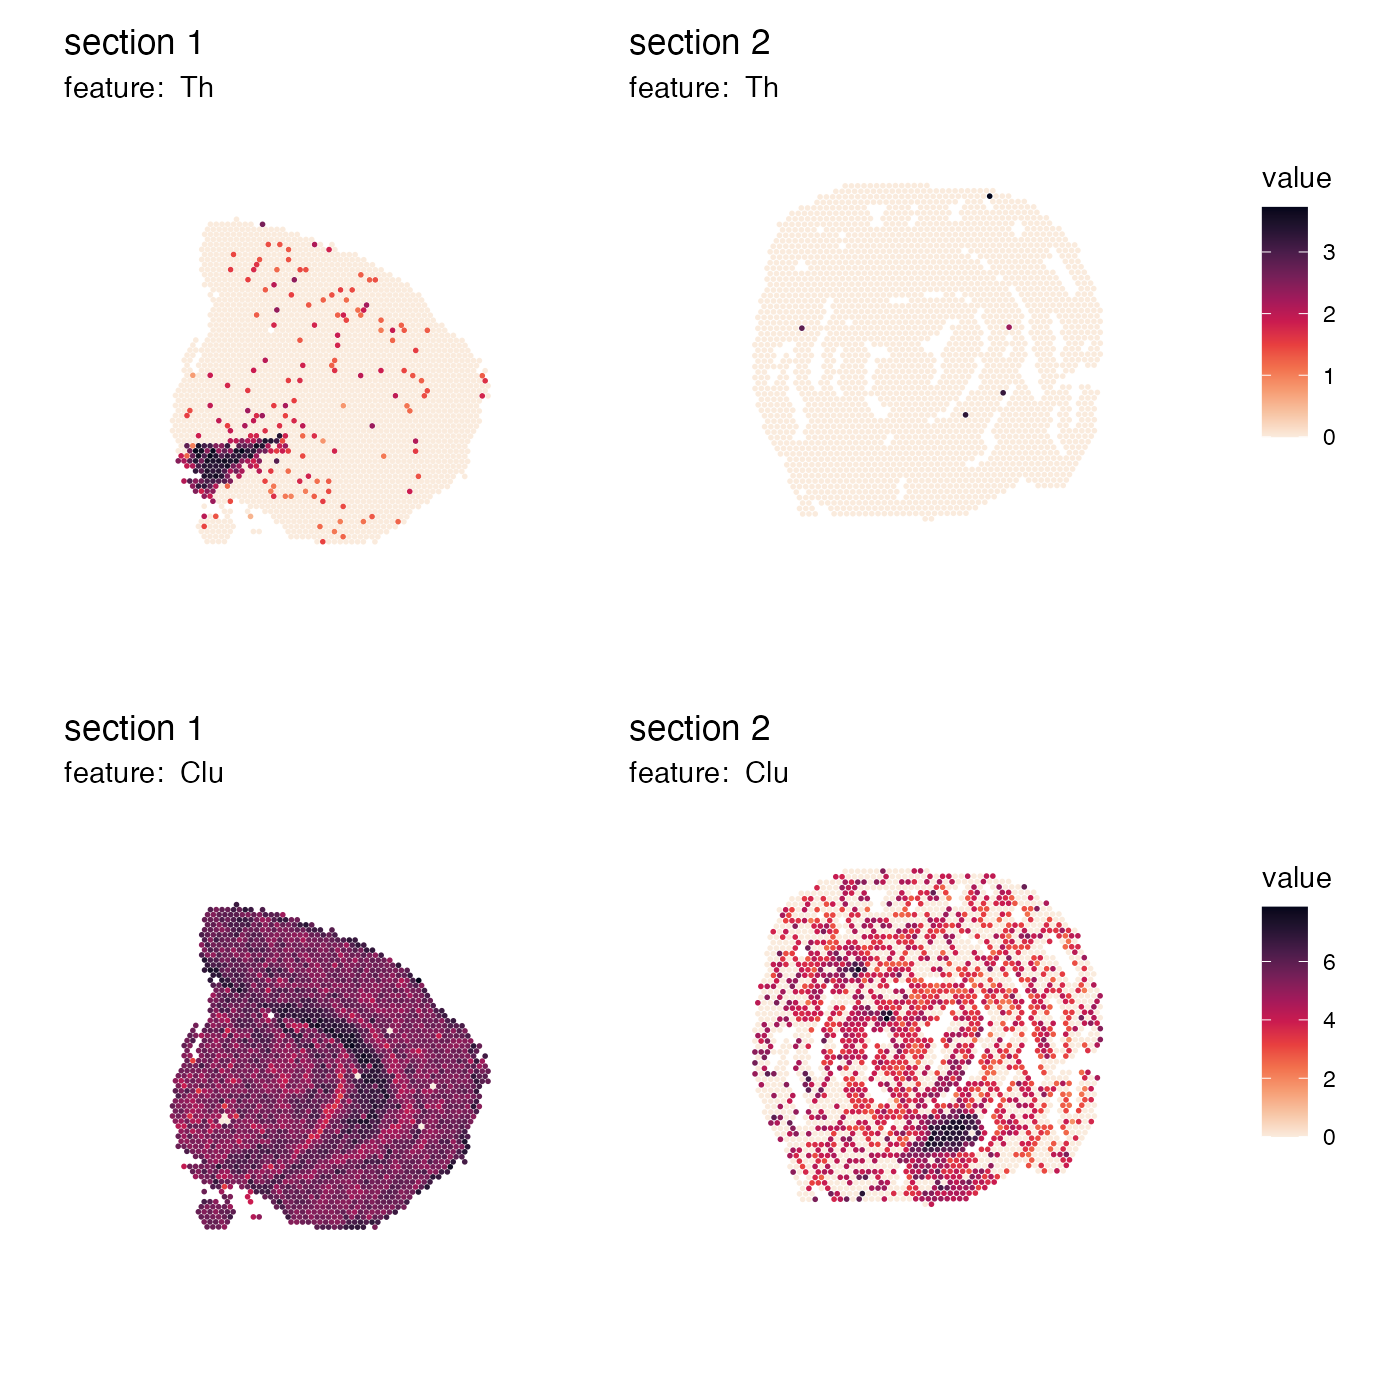 section 1
feature: Th
section 2
feature: Th
value
3
2
1
0
section 1
feature: Clu
section 2
feature: Clu
value
6
4
2
0